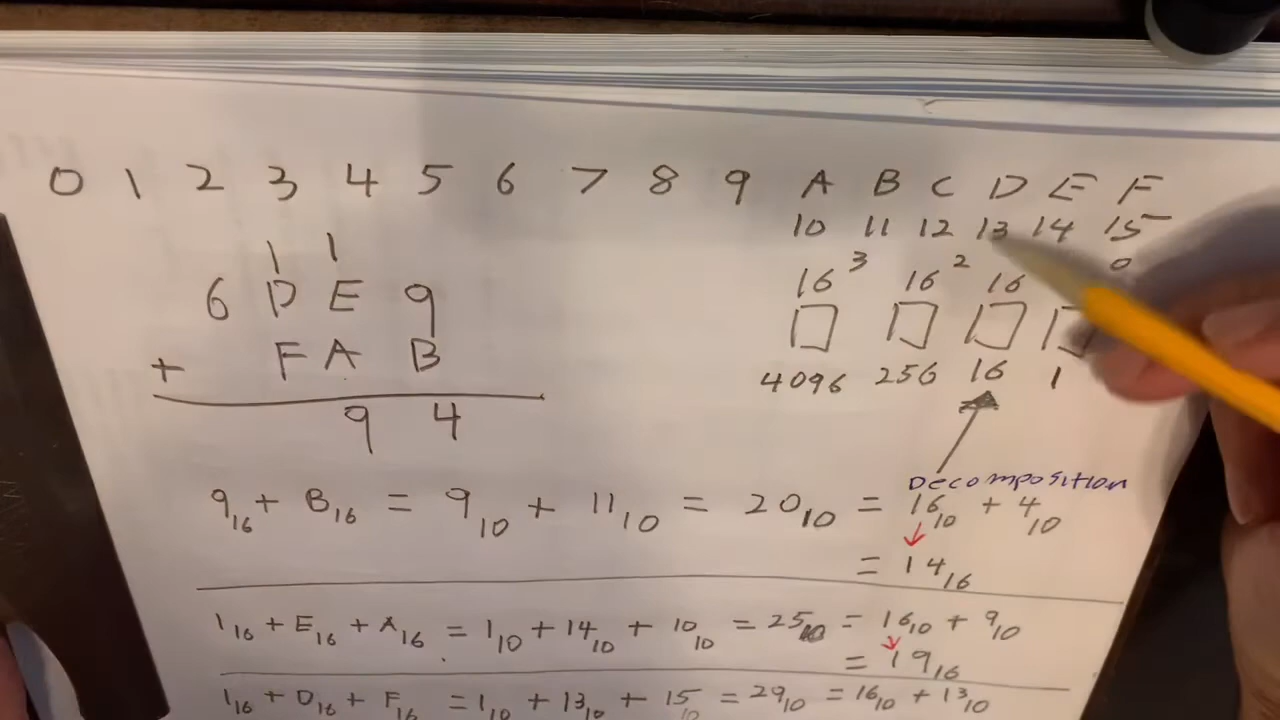 0 1 2 3 4 5 6 7 8 9 A B C D E F
10 11 12 13 14 15
16³ 16² 16 0
4096 256 16 1
1 1
6 D E 9
+ F A B
9 4
Decomposition
9₁₆ + B₁₆ = 9₁₀ + 11₁₀ = 20₁₀ = 16₁₀ + 4₁₀
= 14₁₆
1₁₆ + E₁₆ + A₁₆ = 1₁₀ + 14₁₀ + 10₁₀ = 25₁₀ = 16₁₀ + 9₁₀
= 19₁₆
1₁₆ + D₁₆ + F₁₆ = 1₁₀ + 13₁₀ + 15₁₀ = 29₁₀ = 16₁₀ + 13₁₀